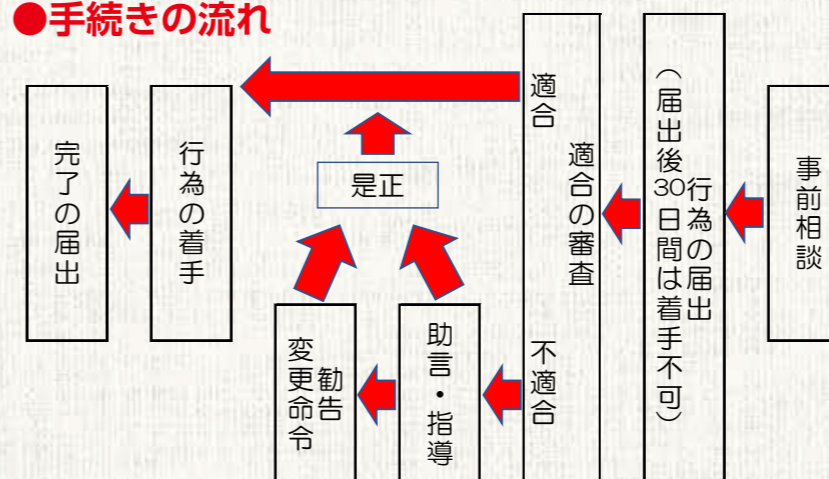 ●手続きの流れ
事前相談
行為の届出
（届出後30日間は着手不可）
適合の審査
適合
不適合
助言・指導
勧告
変更命令
是正
行為の着手
完了の届出